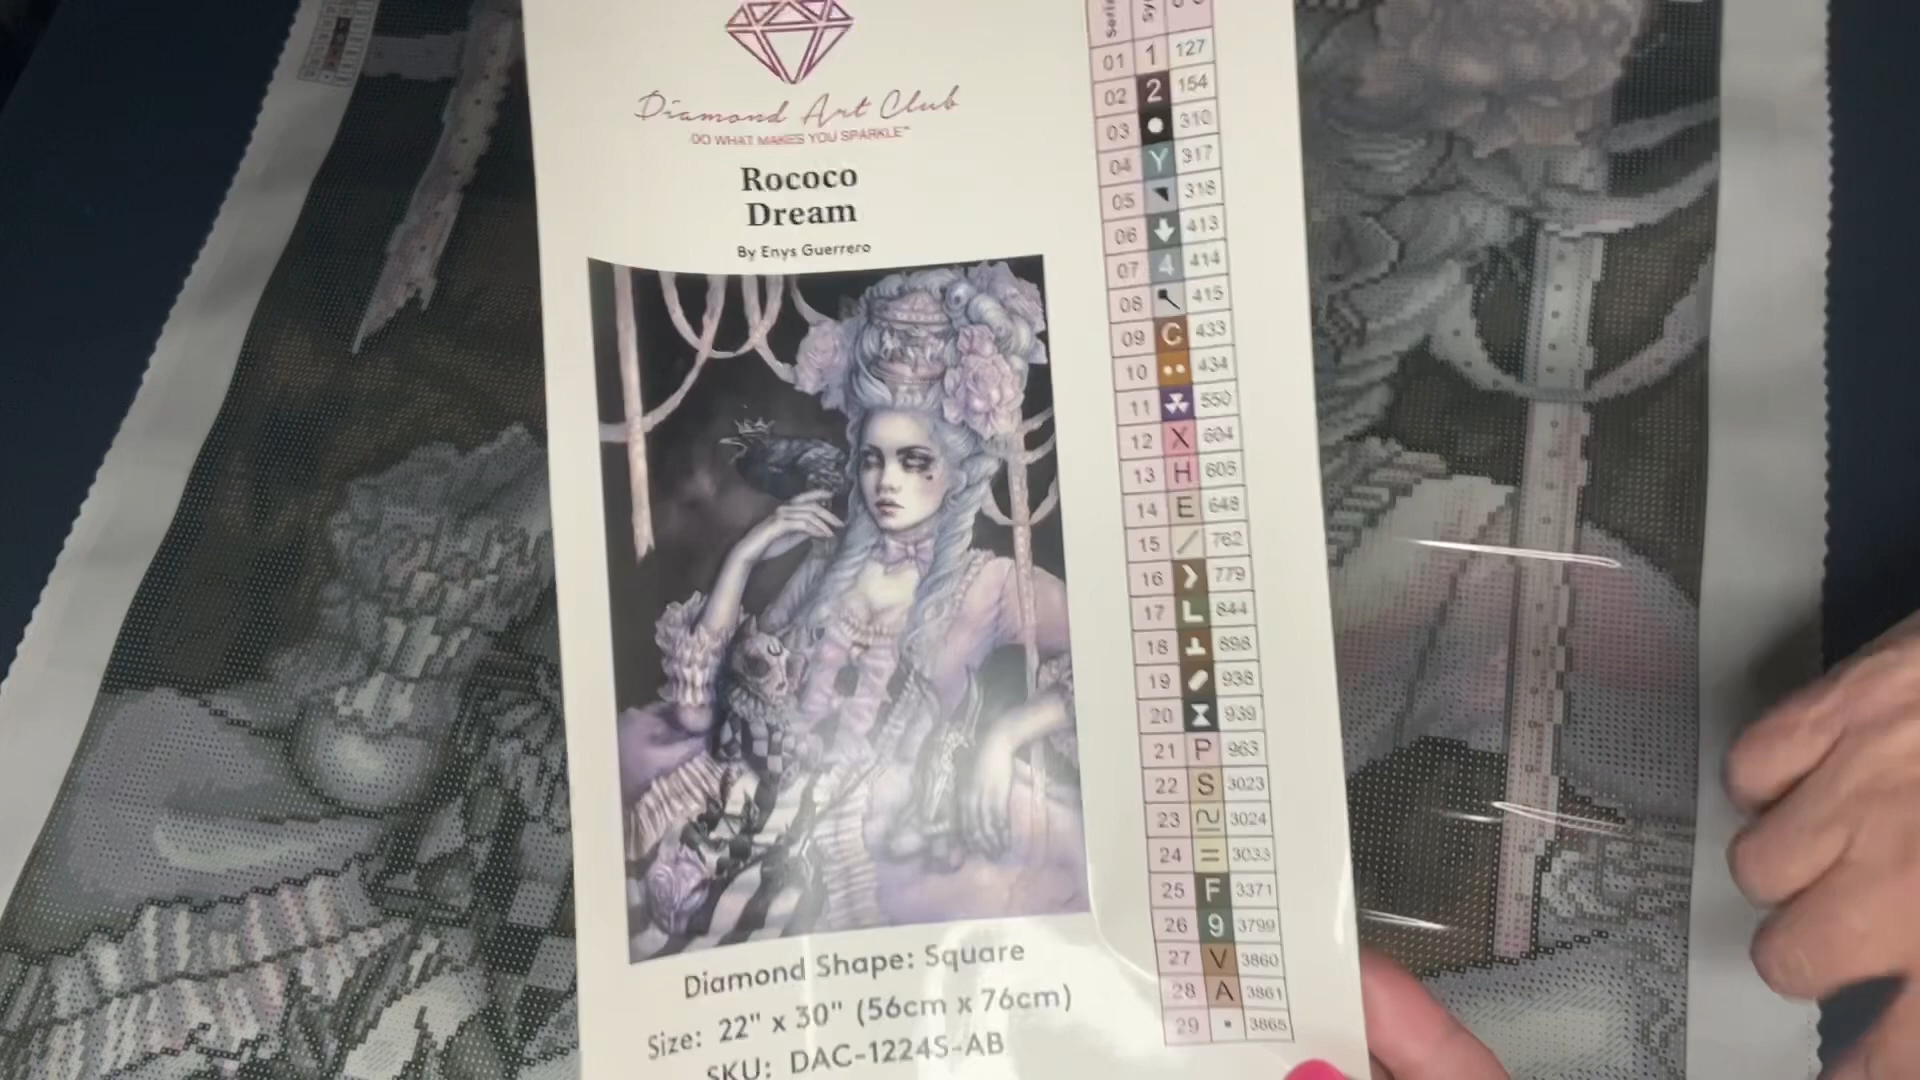 Diamond Art Club
DO WHAT MAKES YOU SPARKLE™
Rococo
Dream
By Enys Guerrero
Diamond Shape: Square
Size: 22" x 30" (56cm x 76cm)
SKU: DAC-1224S-AB
01 1 127
02 2 154
03 310
04 Y 317
05 318
06 413
07 4 414
08 415
09 C 433
10 434
11 550
12 X 604
13 H 605
14 E 648
15 / 762
16 779
17 L 844
18 898
19 938
20 939
21 P 963
22 S 3023
23 3024
24 = 3033
25 F 3371
26 9 3799
27 V 3860
28 A 3861
29 3865